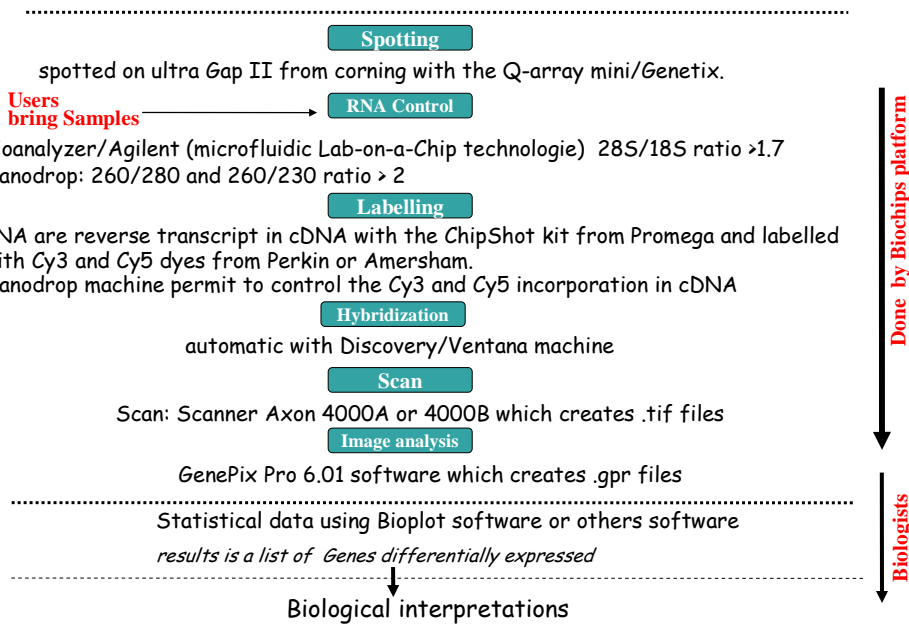 Spotting
spotted on ultra Gap II from corning with the Q-array mini/Genetix.
Users
bring Samples
RNA Control
oanalyzer/Agilent (microfluidic Lab-on-a-Chip technologie) 28S/18S ratio >1.7
anodrop: 260/280 and 260/230 ratio > 2
Labelling
NA are reverse transcript in cDNA with the ChipShot kit from Promega and labelled
ith Cy3 and Cy5 dyes from Perkin or Amersham.
anodrop machine permit to control the Cy3 and Cy5 incorporation in cDNA
Hybridization
automatic with Discovery/Ventana machine
Scan
Scan: Scanner Axon 4000A or 4000B which creates .tif files
Image analysis
GenePix Pro 6.01 software which creates .gpr files
Done by Biochips platform
Statistical data using Bioplot software or others software
results is a list of Genes differentially expressed
Biological interpretations
Biologists